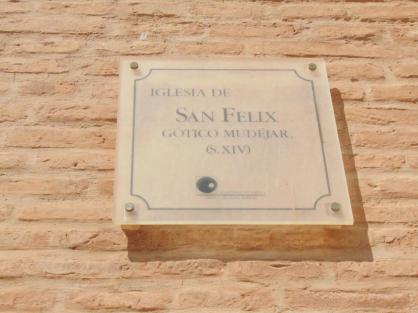 IGLESIA DE
SAN FELIX
GÓTICO MUDÉJAR.
(S.XIV)